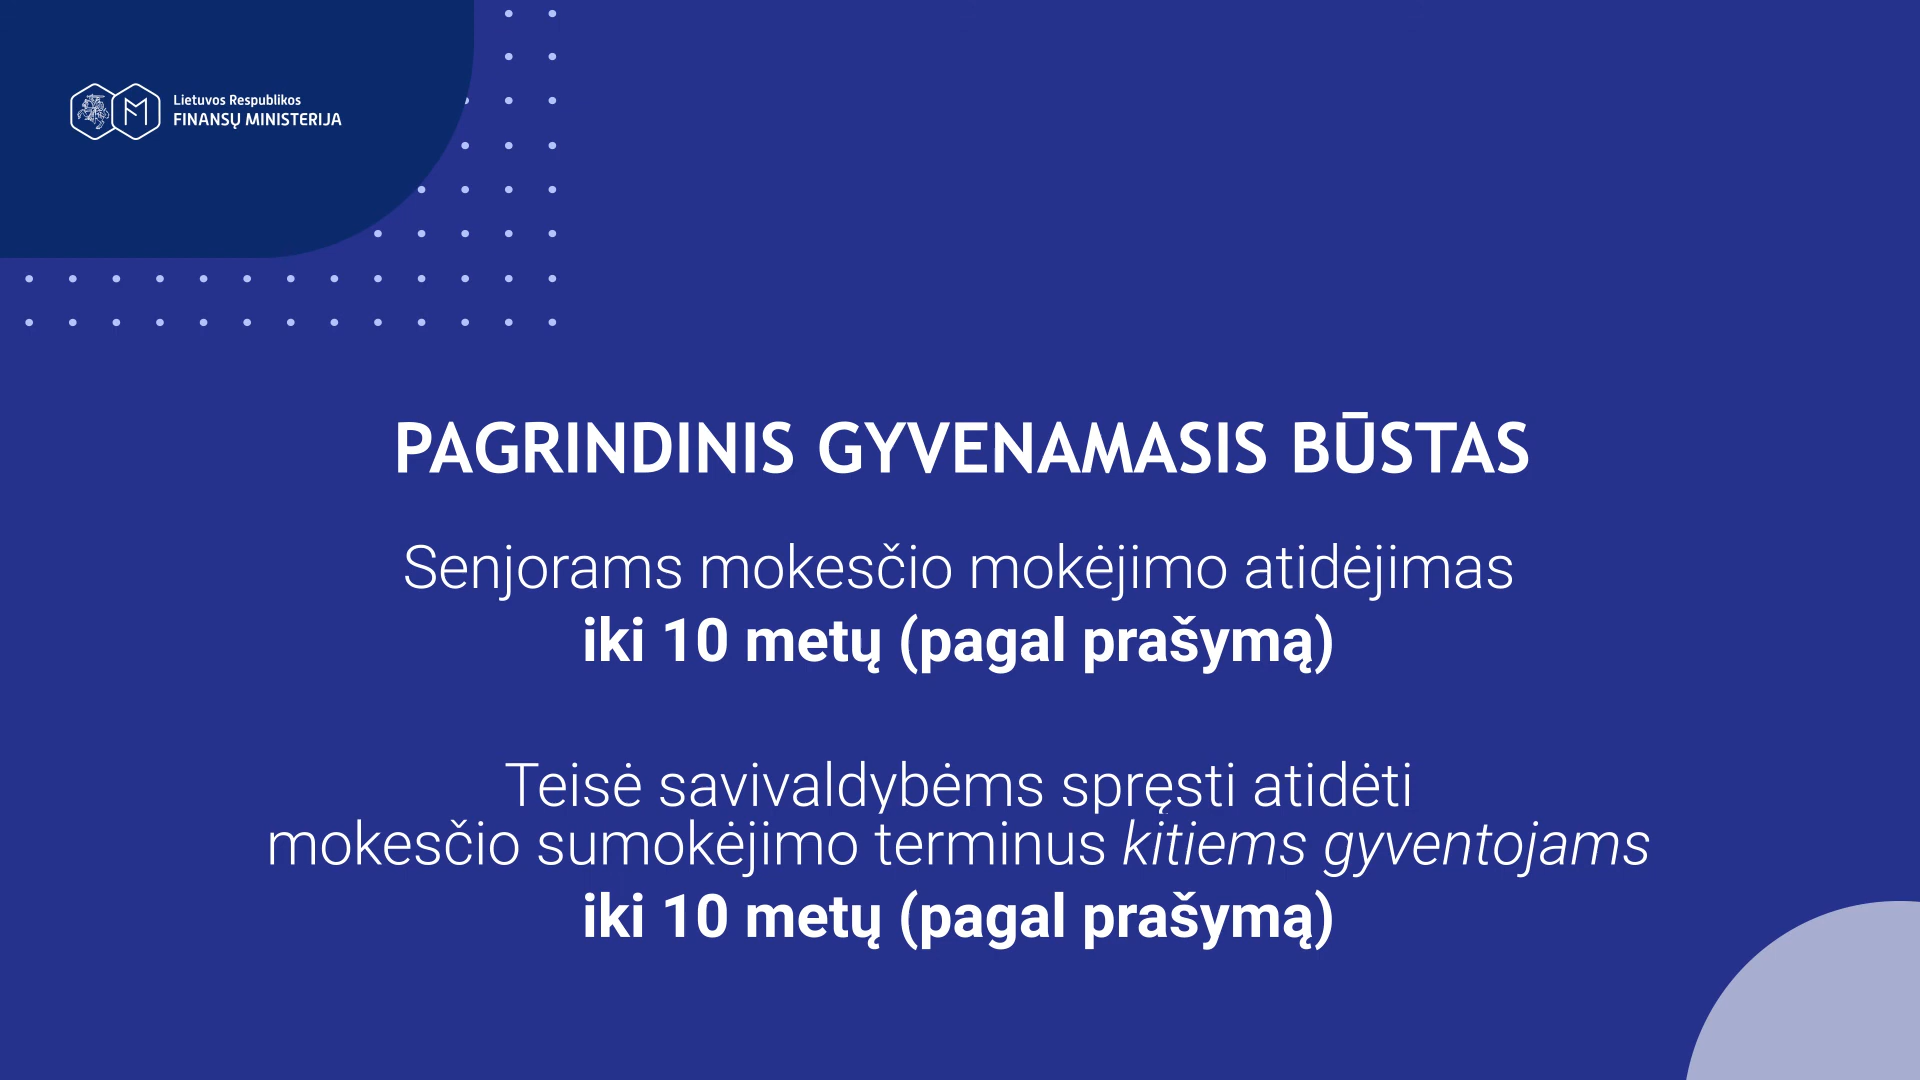 Lietuvos Respublikos
FINANSŲ MINISTERIJA
PAGRINDINIS GYVENAMASIS BŪSTAS
Senjorams mokesčio mokėjimo atidėjimas
iki 10 metų (pagal prašymą)
Teisė savivaldybėms spręsti atidėti
mokesčio sumokėjimo terminus kitiems gyventojams
iki 10 metų (pagal prašymą)